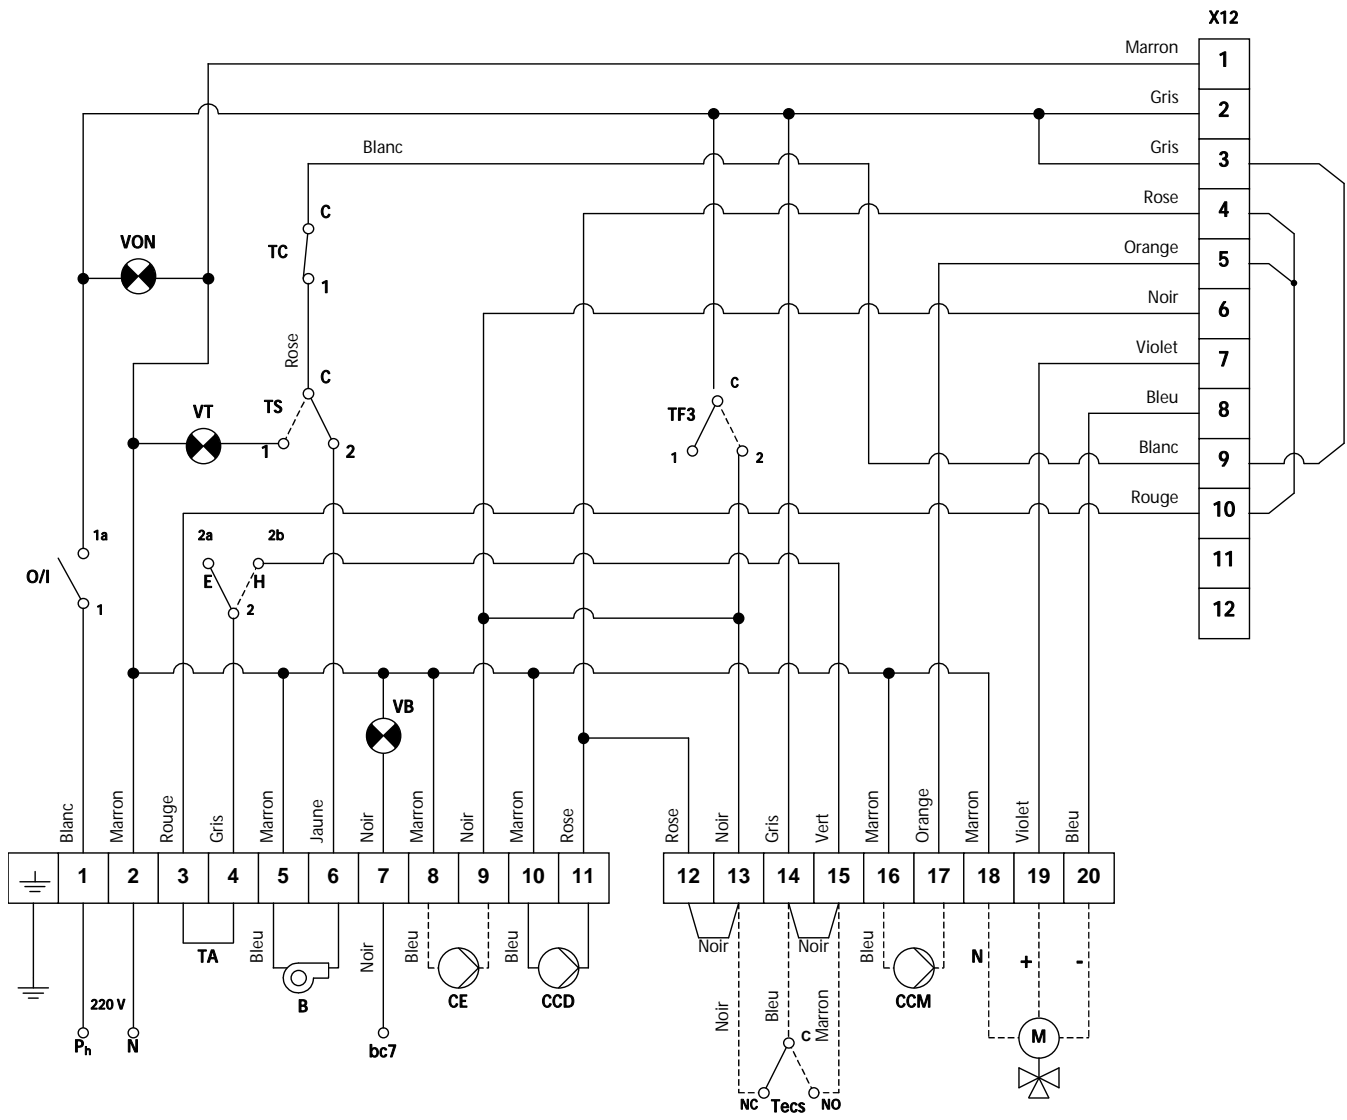 X12
Marron
1
Gris
2
Blanc
Gris
3
Rose
4
C
VON
TC
Orange
5
1
Noir
6
Rose
Violet
7
C
C
Bleu
8
VT
TS
TF3
1
2
1
2
Blanc
9
Rouge
10
1a
2a
2b
11
O/I
E
H
1
2
12
VB
Blanc
Marron
Rouge
Gris
Marron
Jaune
Noir
Marron
Noir
Marron
Rose
Rose
Noir
Gris
Vert
Marron
Orange
Marron
Violet
Bleu
1
2
3
4
5
6
7
8
9
10
11
12
13
14
15
16
17
18
19
20
TA
Bleu
Noir
Bleu
Bleu
Noir
Noir
Bleu
N
+
-
220 V
B
CE
CCD
CCM
Noir
Bleu
Marron
Ph
N
bc7
C
M
NC
Tecs
NO